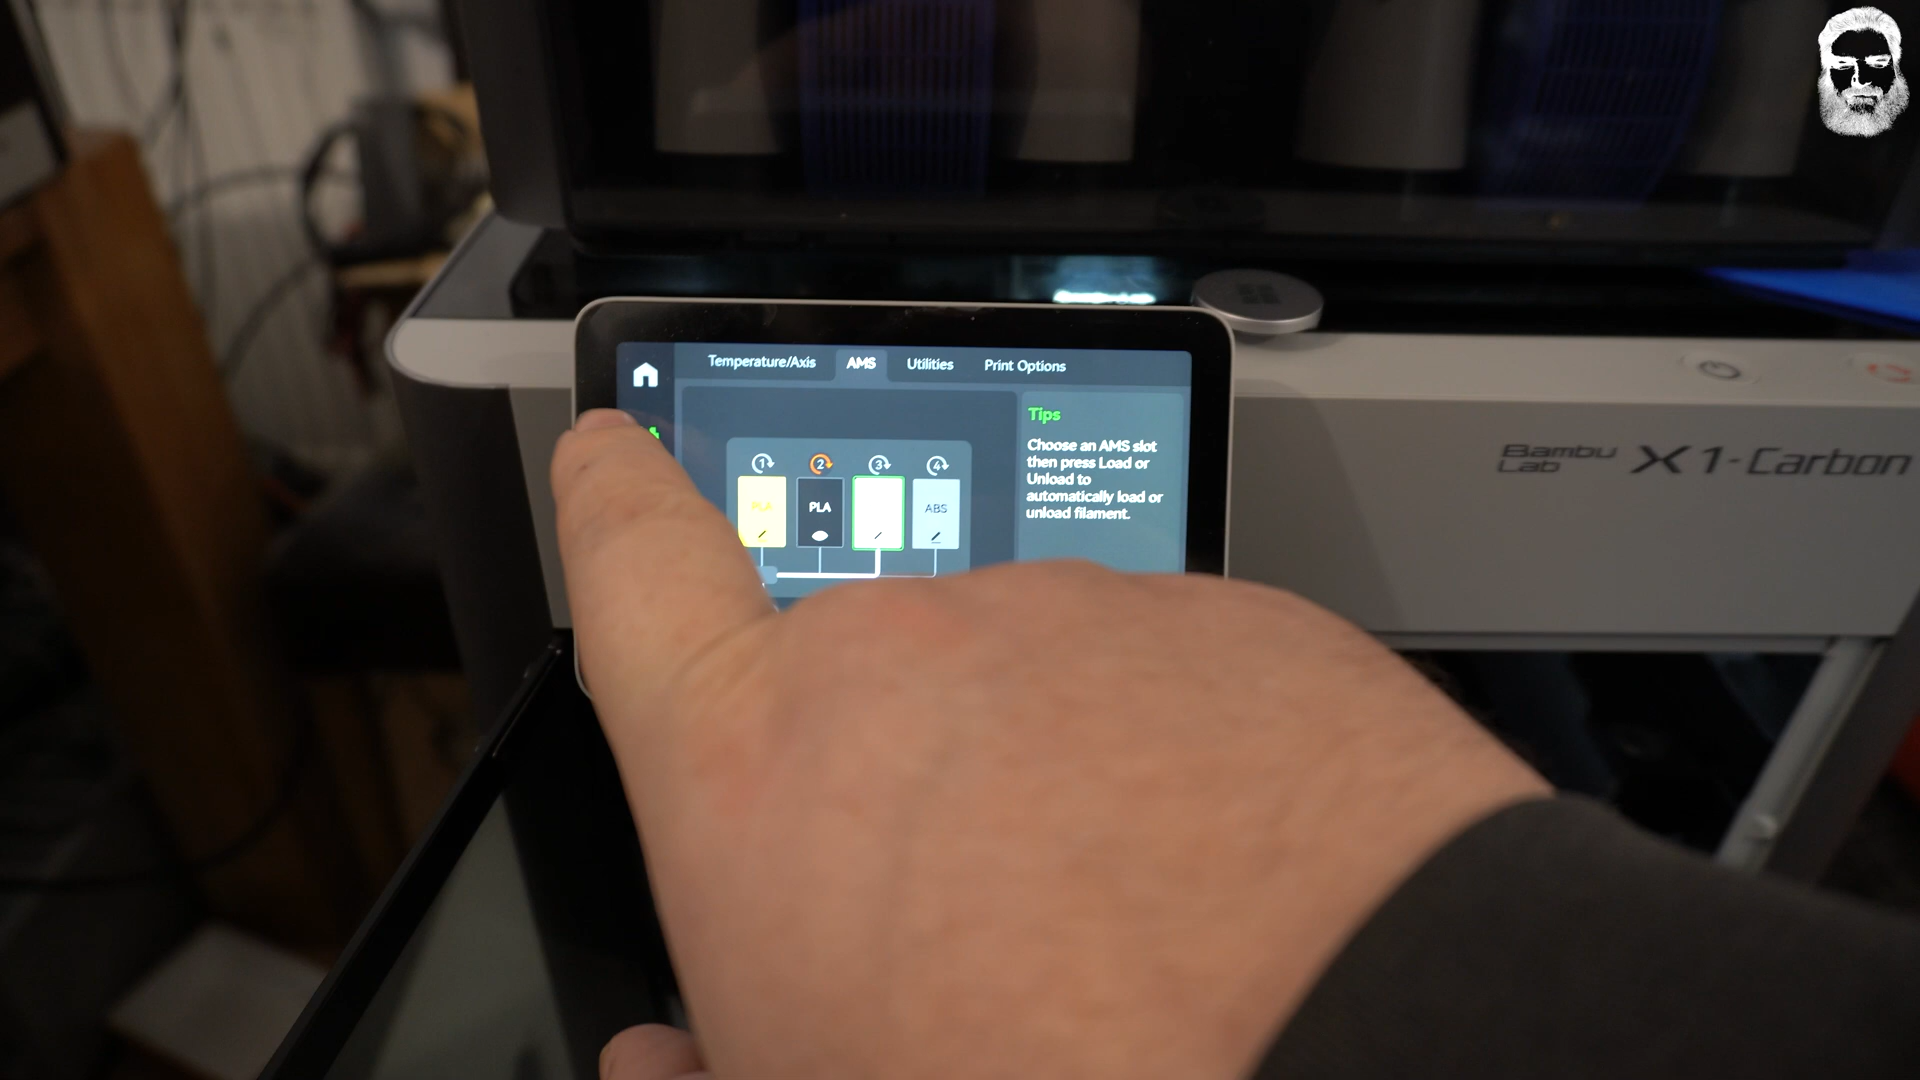 Temperature/Axis AMS Utilities Print Options
Tips
Choose an AMS slot
then press Load or
Unload to
automatically load or
unload filament.
1 2 3 4
PLA PLA ABS
Bambu
Lab X1-Carbon